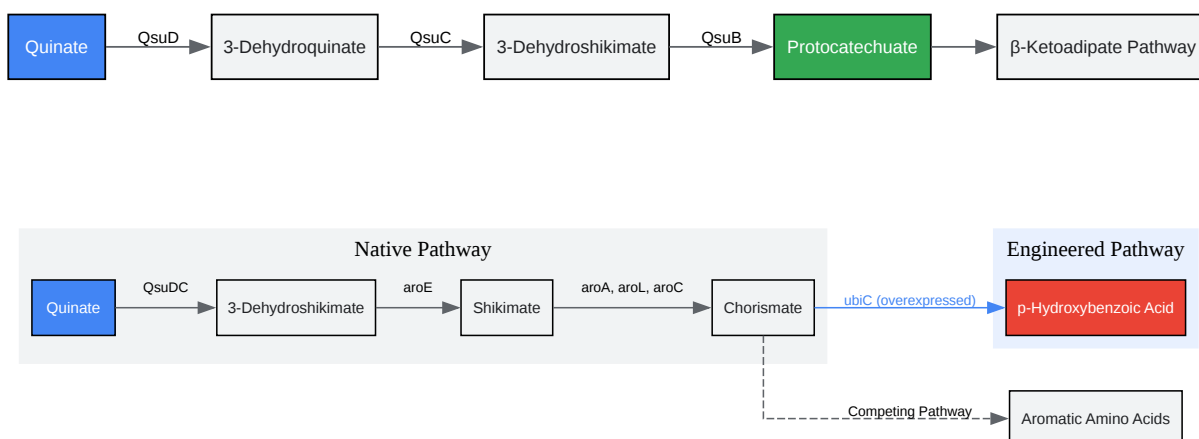 Quinate
QsuD
3-Dehydroquinate
QsuC
3-Dehydroshikimate
QsuB
Protocatechuate
β-Ketoadipate Pathway
Native Pathway
Engineered Pathway
Quinate
QsuDC
3-Dehydroshikimate
aroE
Shikimate
aroA, aroL, aroC
Chorismate
ubiC (overexpressed)
p-Hydroxybenzoic Acid
Competing Pathway
Aromatic Amino Acids